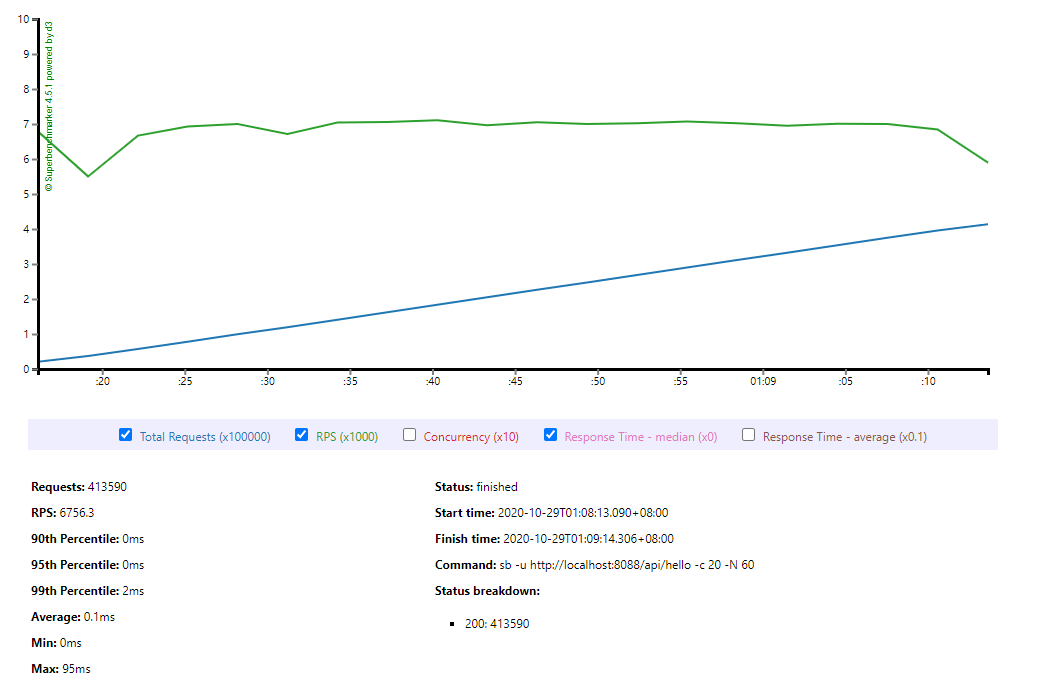 10
9
8
7
6
5
4
3
2
1
0
© Superbenchmarker 4.5.1 powered by d3
:20 :25 :30 :35 :40 :45 :50 :55 01:09 :05 :10
Total Requests (x100000) RPS (x1000) Concurrency (x10) Response Time - median (x0) Response Time - average (x0.1)
Requests: 413590
RPS: 6756.3
90th Percentile: 0ms
95th Percentile: 0ms
99th Percentile: 2ms
Average: 0.1ms
Min: 0ms
Max: 95ms
Status: finished
Start time: 2020-10-29T01:08:13.090+08:00
Finish time: 2020-10-29T01:09:14.306+08:00
Command: sb -u http://localhost:8088/api/hello -c 20 -N 60
Status breakdown:
200: 413590